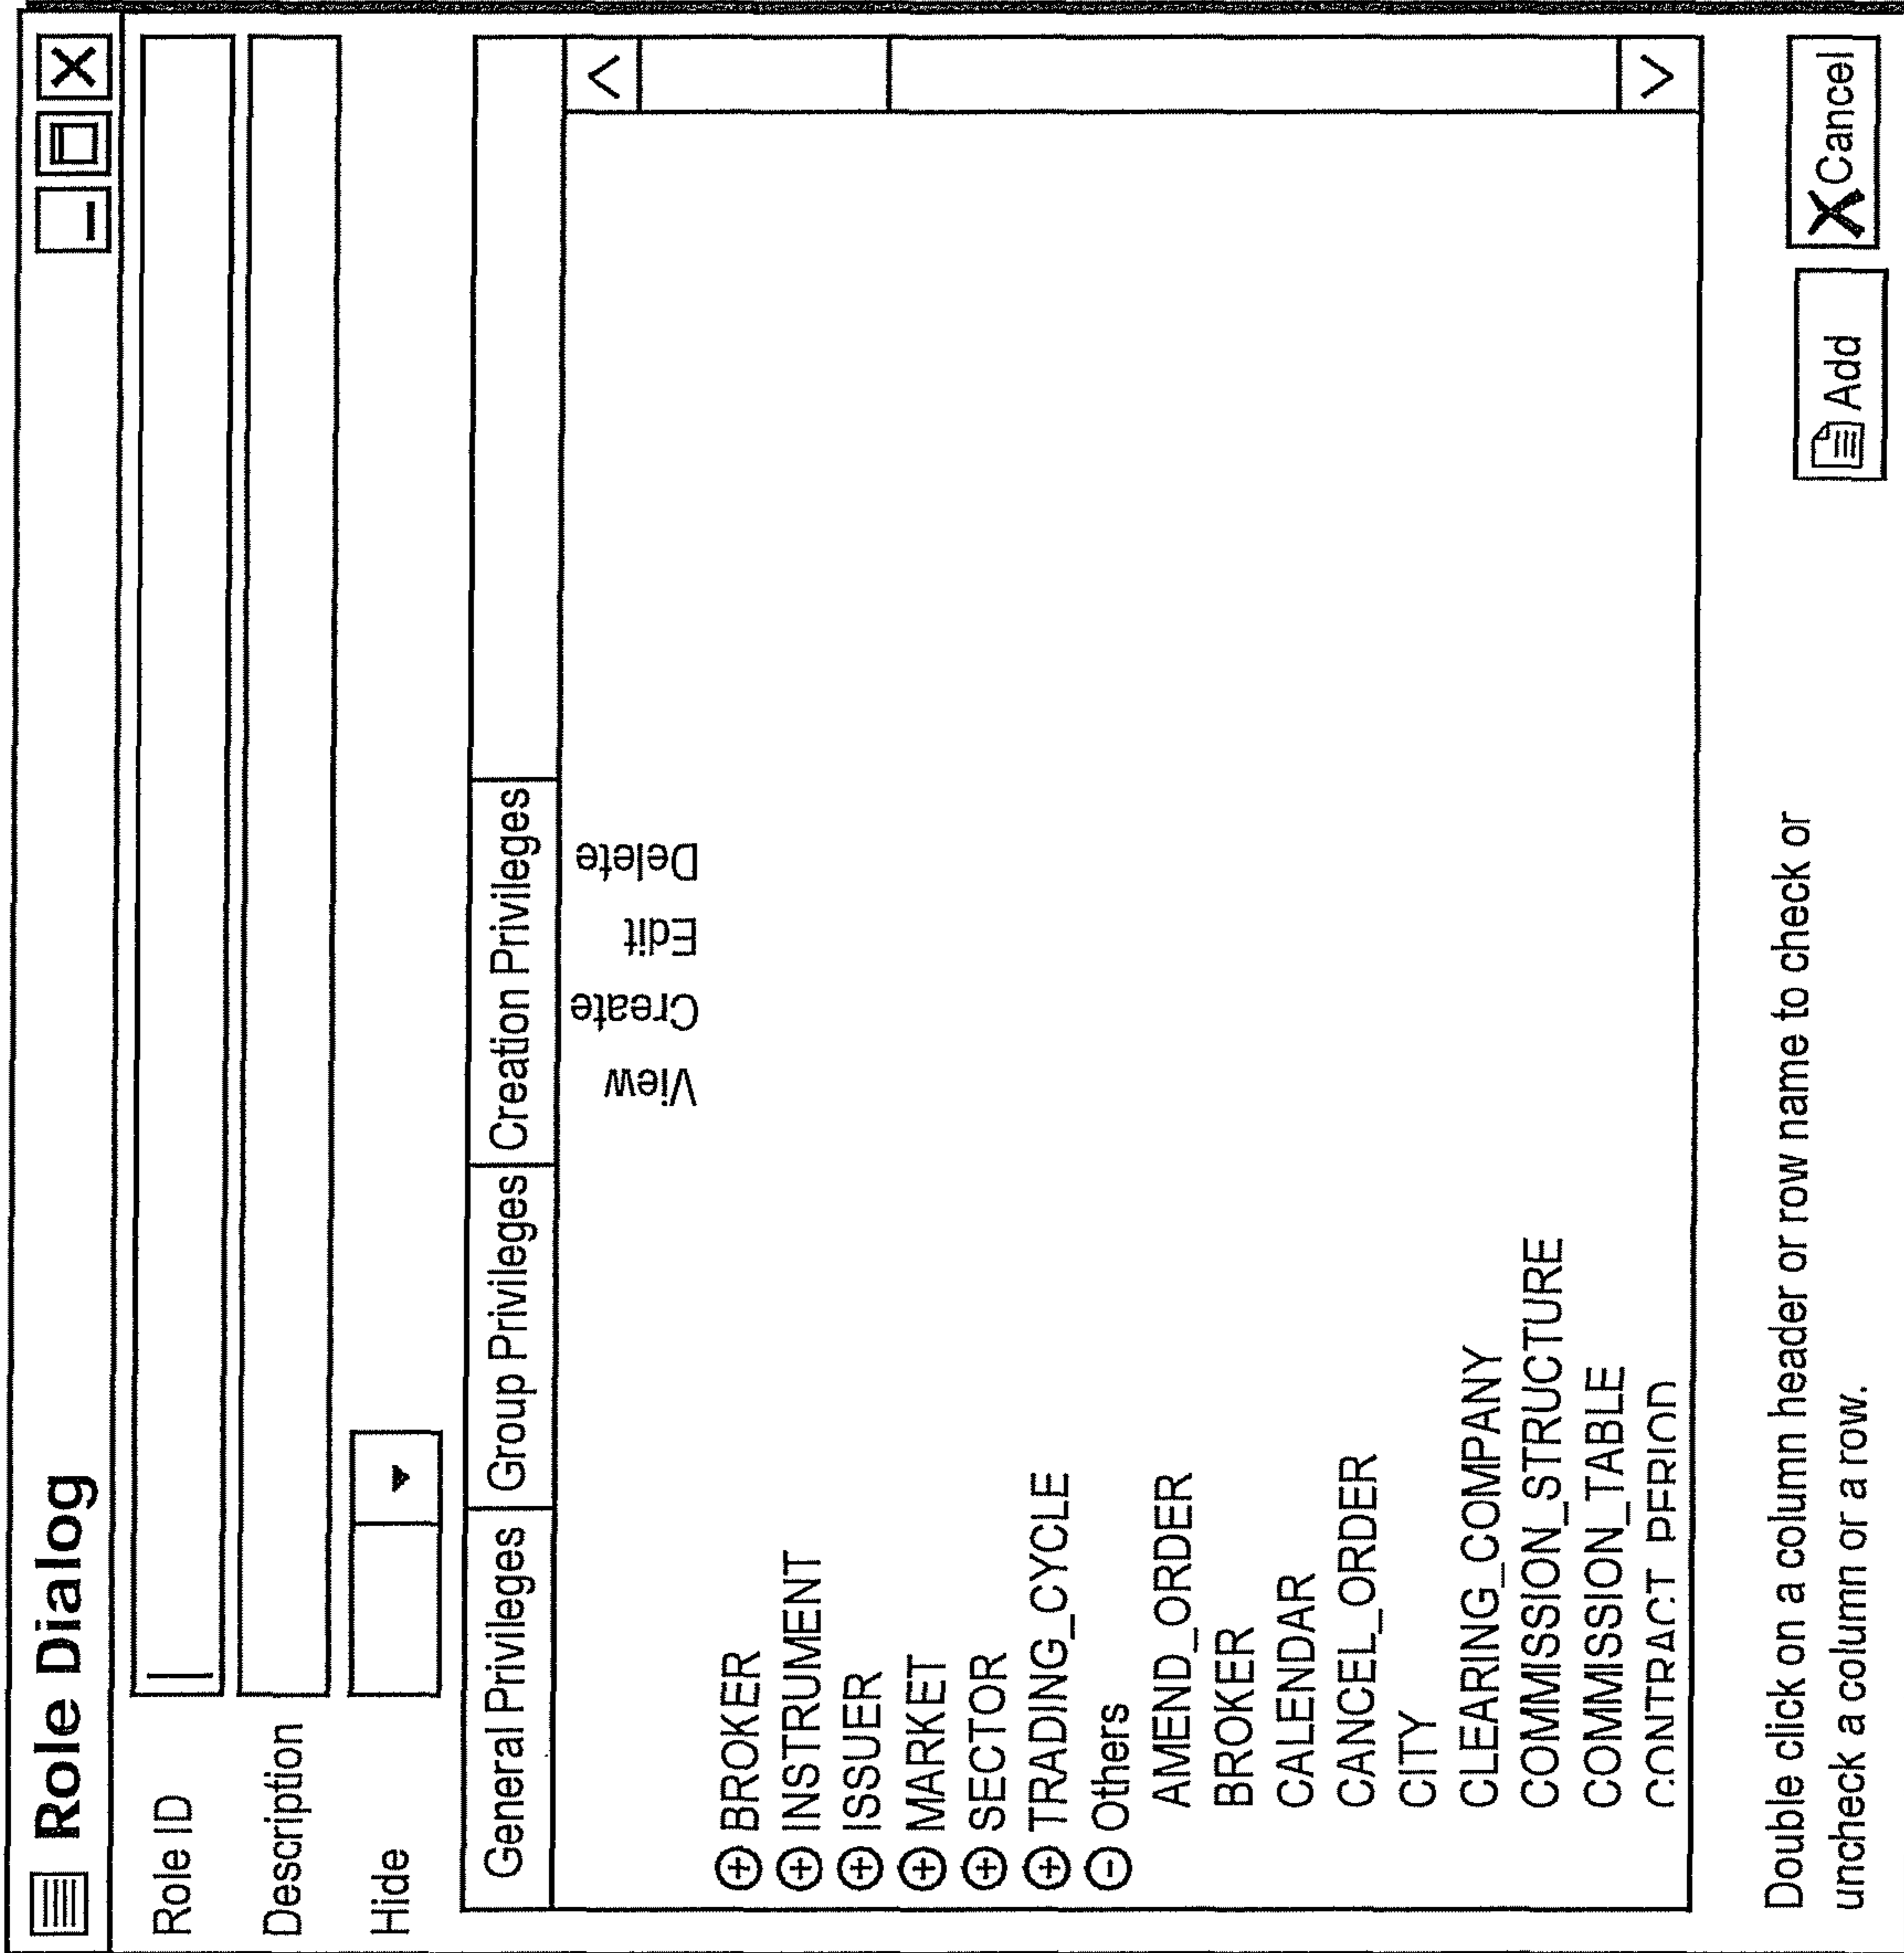 Role Dialog
Role ID
Description
Hide
General Privileges Group Privileges Creation Privileges
View Create Edit Delete
BROKER
INSTRUMENT
ISSUER
MARKET
SECTOR
TRADING_CYCLE
Others
AMEND_ORDER
BROKER
CALENDAR
CANCEL_ORDER
CITY
CLEARING_COMPANY
COMMISSION_STRUCTURE
COMMISSION_TABLE
CONTRACT_PERIOD
Double click on a column header or row name to check or
uncheck a column or a row.
Add Cancel